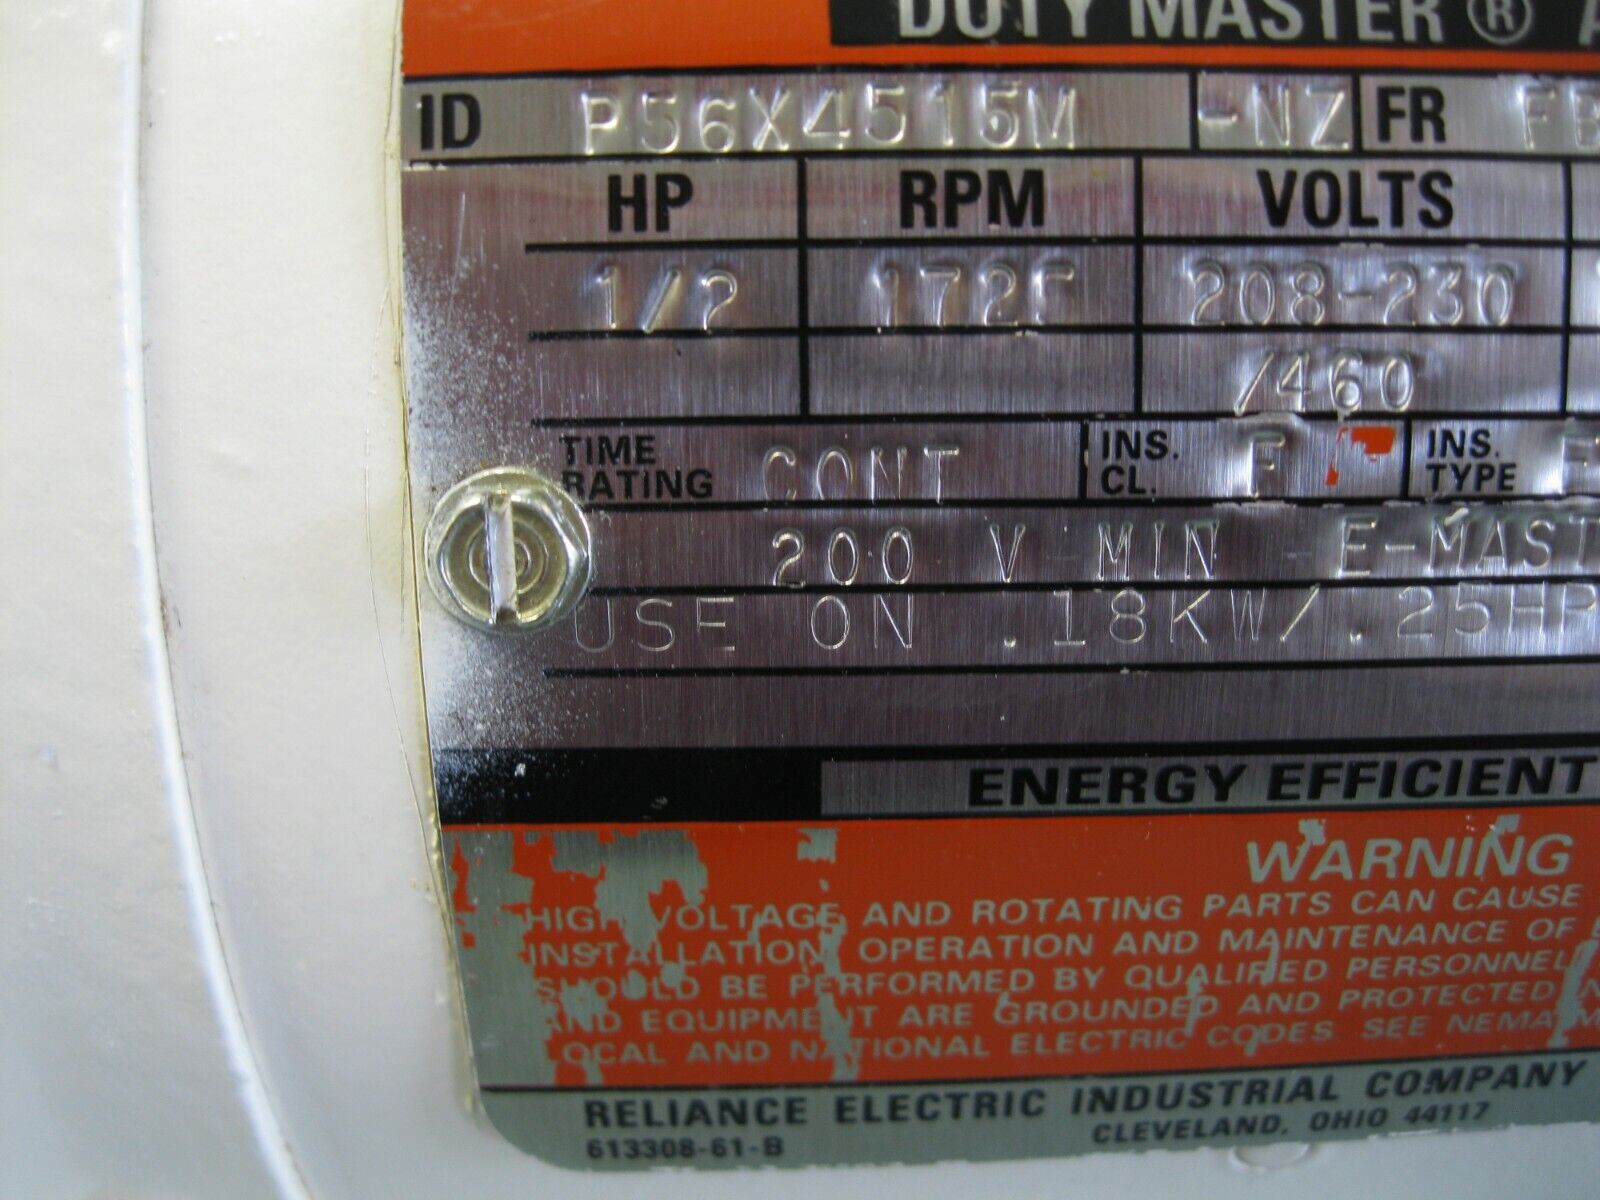 DUTY MASTER ® A
ID P56X4515M -NZ FR FB
HP RPM VOLTS
1/2 1725 208-230
/460
TIME RATING CONT INS. CL. F INS. TYPE
200 V MIN E-MAST
USE ON .18KW/.25HP
ENERGY EFFICIENT
WARNING
HIGH VOLTAGE AND ROTATING PARTS CAN CAUSE
INSTALLATION, OPERATION AND MAINTENANCE OF
SHOULD BE PERFORMED BY QUALIFIED PERSONNEL
AND EQUIPMENT ARE GROUNDED AND PROTECTED
LOCAL AND NATIONAL ELECTRIC CODES. SEE NEMA
RELIANCE ELECTRIC INDUSTRIAL COMPANY
613308-61-B CLEVELAND, OHIO 44117